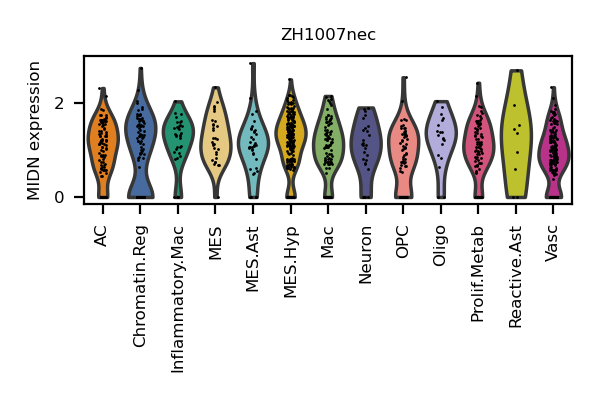 ZH1007nec
MIDN expression
2
0
AC
Chromatin.Reg
Inflammatory.Mac
MES
MES.Ast
MES.Hyp
Mac
Neuron
OPC
Oligo
Prolif.Metab
Reactive.Ast
Vasc